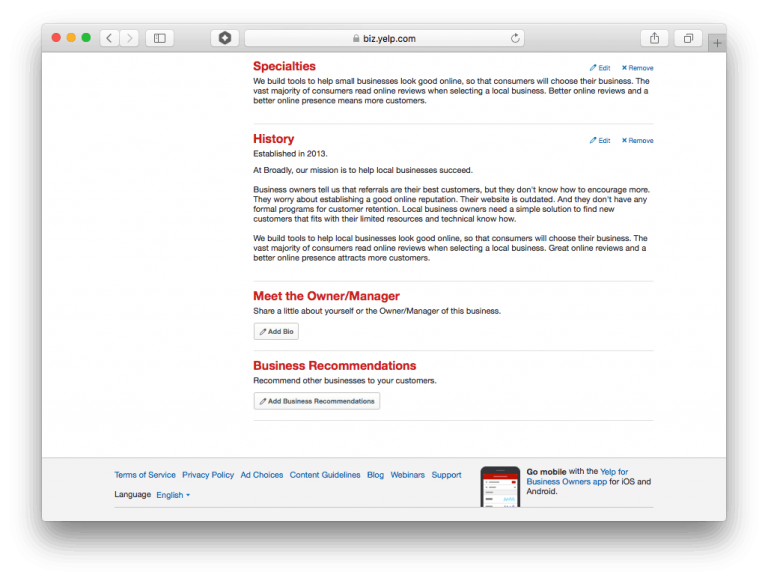 biz.yelp.com
Specialties
Edit Remove
We build tools to help small businesses look good online, so that consumers will choose their business. The
vast majority of consumers read online reviews when selecting a local business. Better online reviews and a
better online presence means more customers.
History
Edit Remove
Established in 2013.
At Broadly, our mission is to help local businesses succeed.
Business owners tell us that referrals are their best customers, but they don't know how to encourage more.
They worry about establishing a good online reputation. Their website is outdated. And they don't have any
formal programs for customer retention. Local business owners need a simple solution to find new
customers that fits with their limited resources and technical know how.
We build tools to help local businesses look good online, so that consumers will choose their business. The
vast majority of consumers read online reviews when selecting a local business. Great online reviews and a
better online presence attracts more customers.
Meet the Owner/Manager
Share a little about yourself or the Owner/Manager of this business.
Add Bio
Business Recommendations
Recommend other businesses to your customers.
Add Business Recommendations
Terms of Service Privacy Policy Ad Choices Content Guidelines Blog Webinars Support
Language English
Go mobile with the Yelp for
Business Owners app for iOS and
Android.